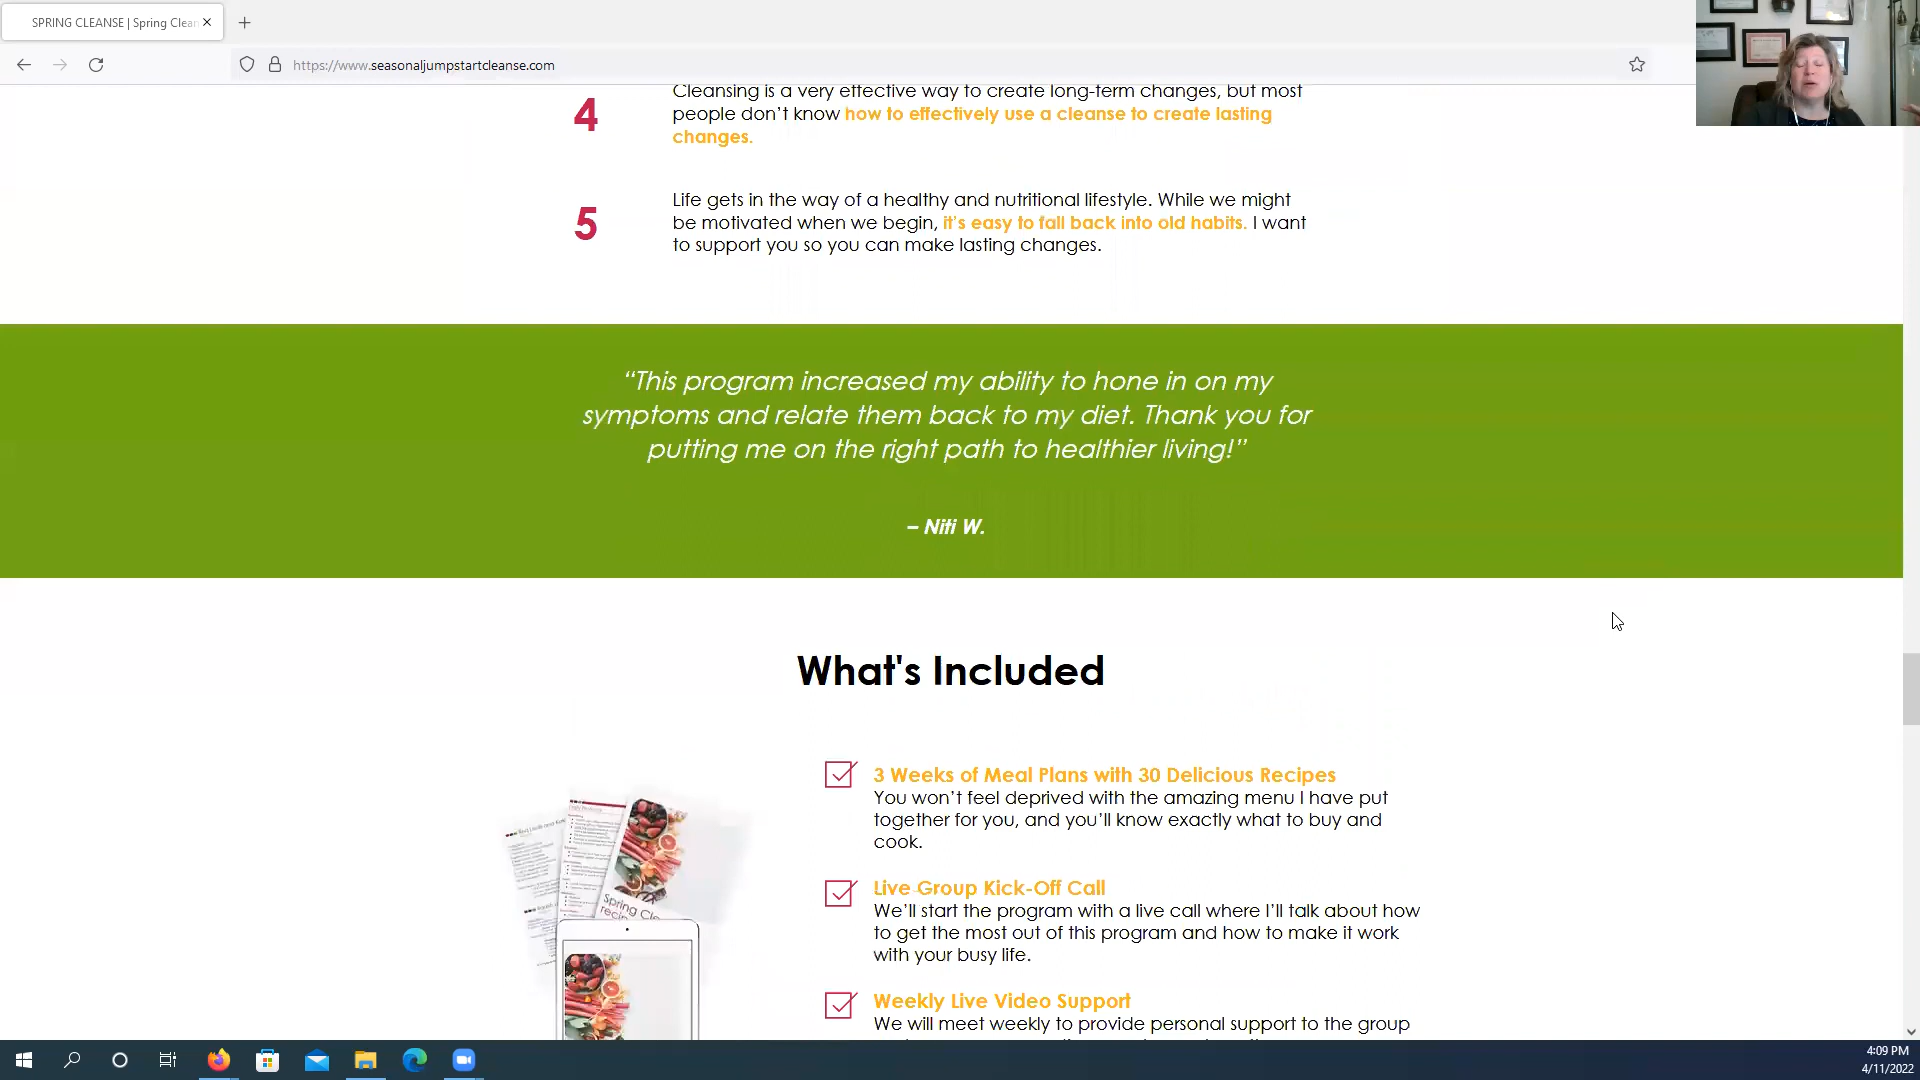 SPRING CLEANSE | Spring Clean
https://www.seasonaljumpstartcleanse.com
4
Cleansing is a very effective way to create long-term changes, but most
people don’t know how to effectively use a cleanse to create lasting
changes.
5
Life gets in the way of a healthy and nutritional lifestyle. While we might
be motivated when we begin, it’s easy to fall back into old habits. I want
to support you so you can make lasting changes.
“This program increased my ability to hone in on my
symptoms and relate them back to my diet. Thank you for
putting me on the right path to healthier living!”
– Niti W.
What's Included
3 Weeks of Meal Plans with 30 Delicious Recipes
You won’t feel deprived with the amazing menu I have put
together for you, and you’ll know exactly what to buy and
cook.
Live Group Kick-Off Call
We’ll start the program with a live call where I’ll talk about how
to get the most out of this program and how to make it work
with your busy life.
Weekly Live Video Support
We will meet weekly to provide personal support to the group
Spring Cle
4:09 PM
4/11/2022